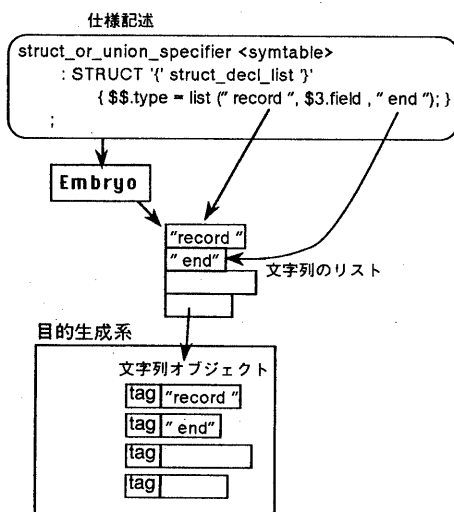 仕様記述
struct_or_union_specifier <symtable>
: STRUCT '{' struct_decl_list '}'
{ $$.type = list (" record ", $3.field , " end "); }
;
Embryo
"record "
" end"
文字列のリスト
目的生成系
文字列オブジェクト
tag "record "
tag " end"
tag
tag